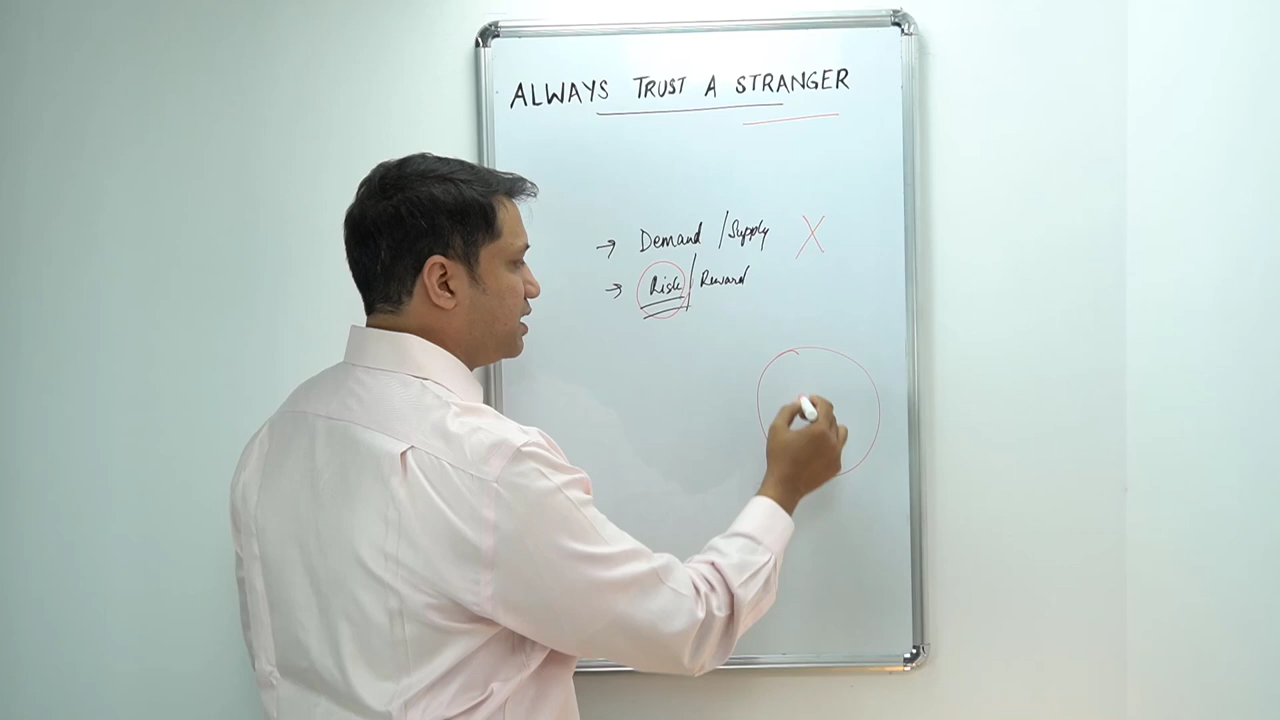 ALWAYS TRUST A STRANGER
→ Demand / Supply X
→ Risk / Reward